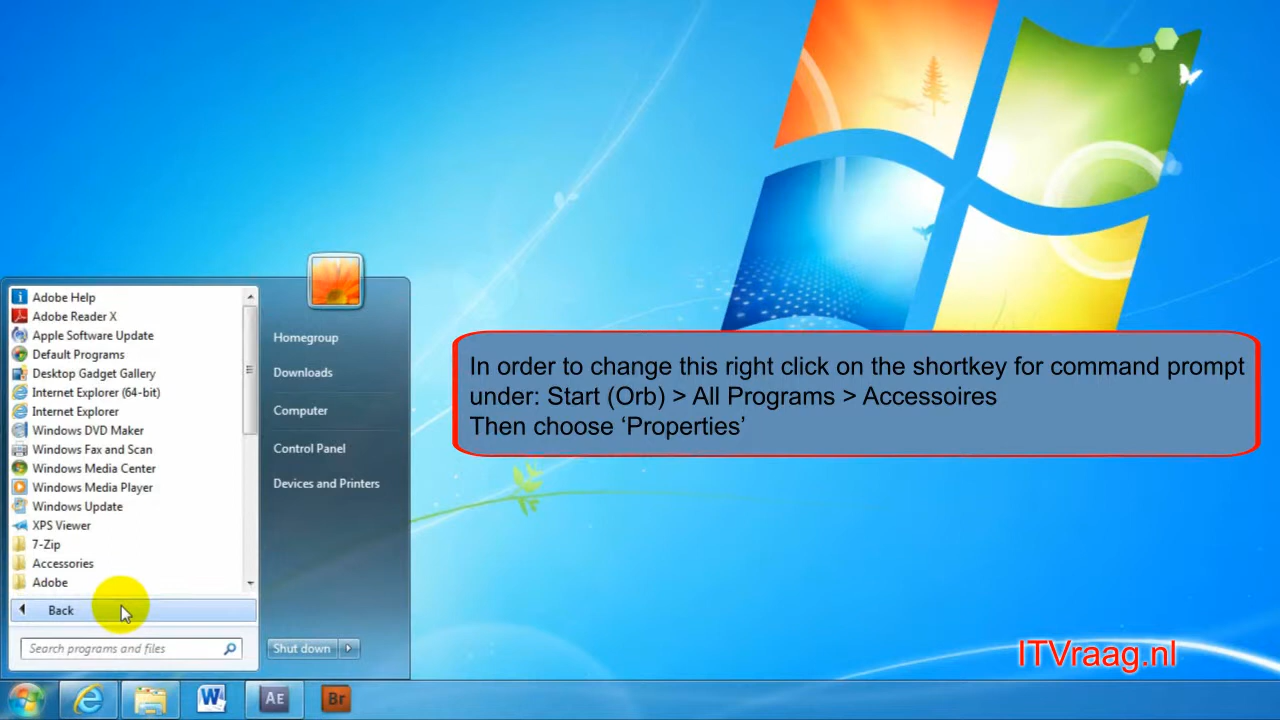 Adobe Help
Adobe Reader X
Apple Software Update
Default Programs
Desktop Gadget Gallery
Internet Explorer (64-bit)
Internet Explorer
Windows DVD Maker
Windows Fax and Scan
Windows Media Center
Windows Media Player
Windows Update
XPS Viewer
7-Zip
Accessories
Adobe
Back
Search programs and files
Homegroup
Downloads
Computer
Control Panel
Devices and Printers
Shut down
In order to change this right click on the shortkey for command prompt
under: Start (Orb) > All Programs > Accessoires
Then choose ‘Properties’
ITVraag.nl
W
AE
Br